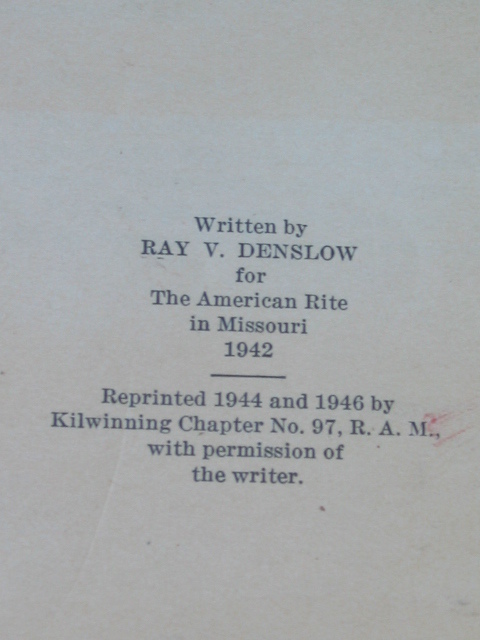 Written by
RAY V. DENSLOW
for
The American Rite
in Missouri
1942
Reprinted 1944 and 1946 by
Kilwinning Chapter No. 97, R. A. M.,
with permission of
the writer.